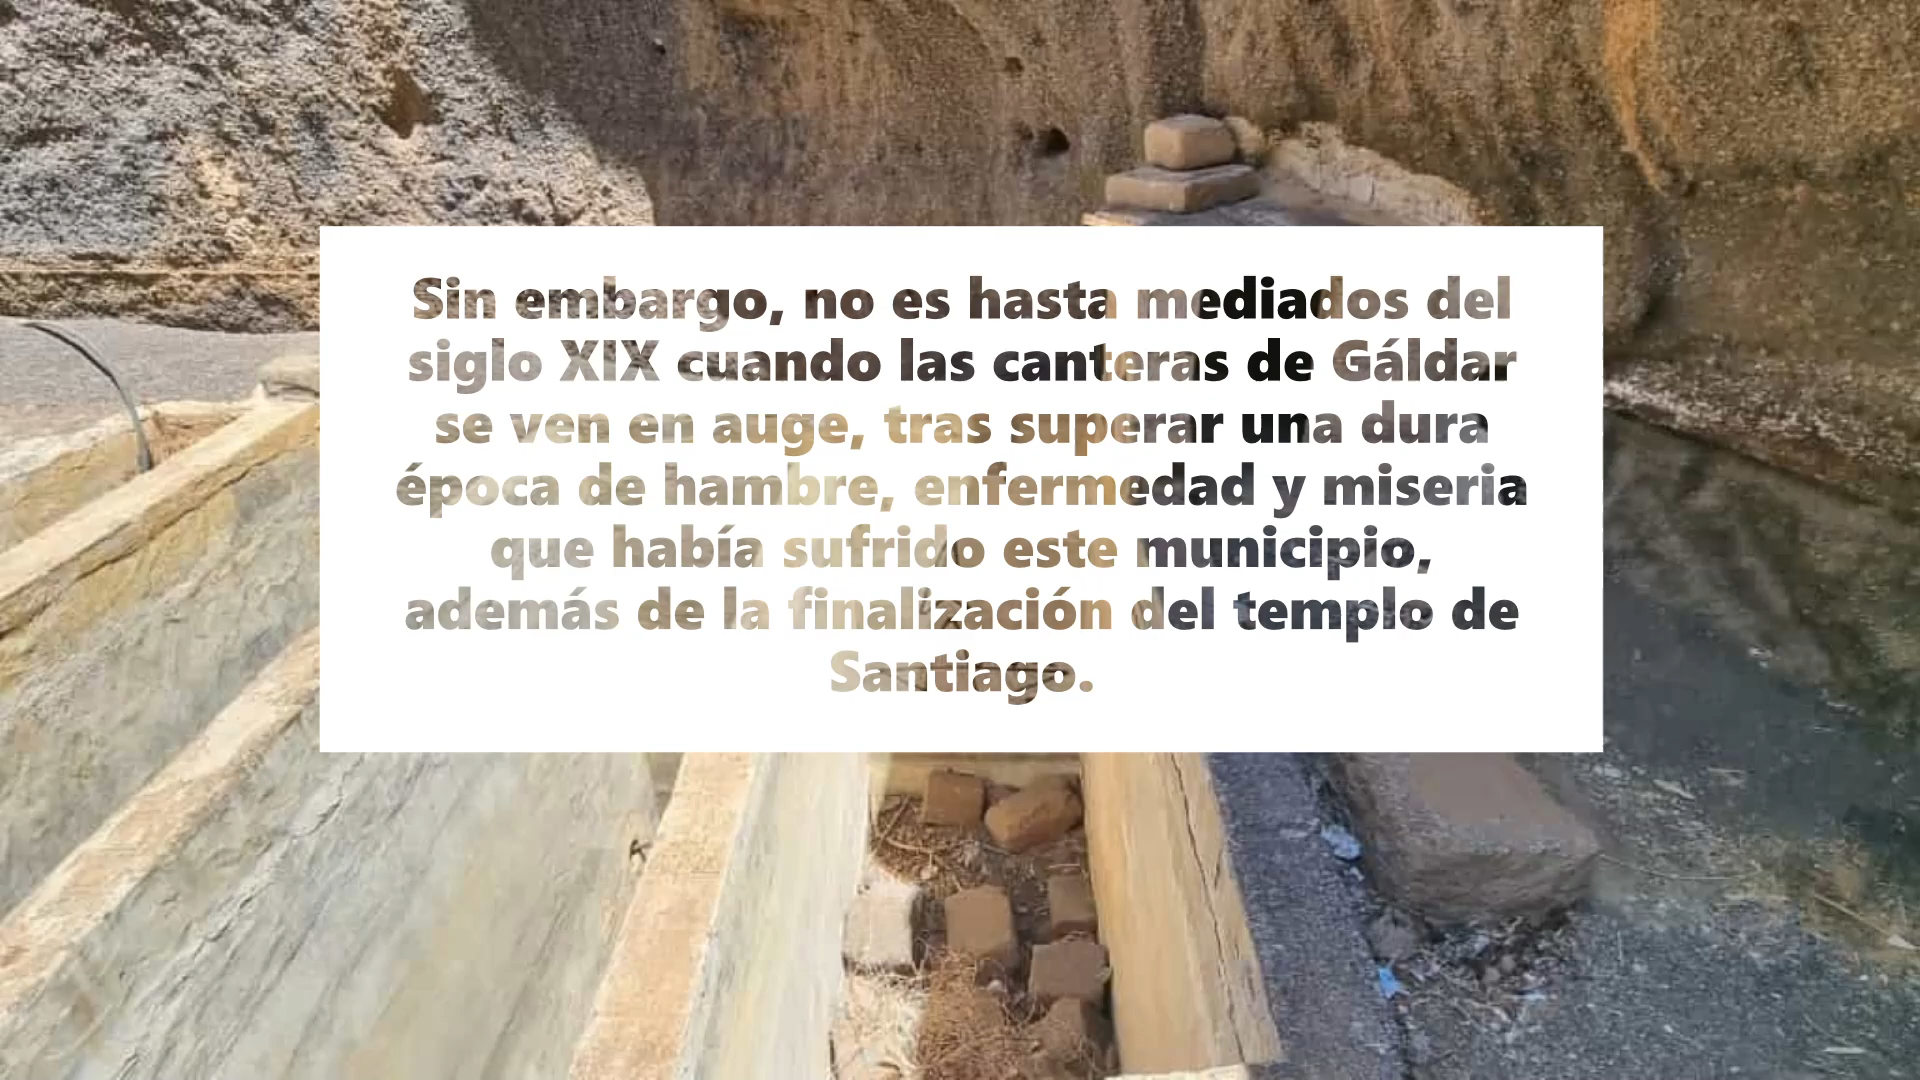 Sin embargo, no es hasta mediados del
siglo XIX cuando las canteras de Gáldar
se ven en auge, tras superar una dura
época de hambre, enfermedad y miseria
que había sufrido este municipio,
además de la finalización del templo de
Santiago.